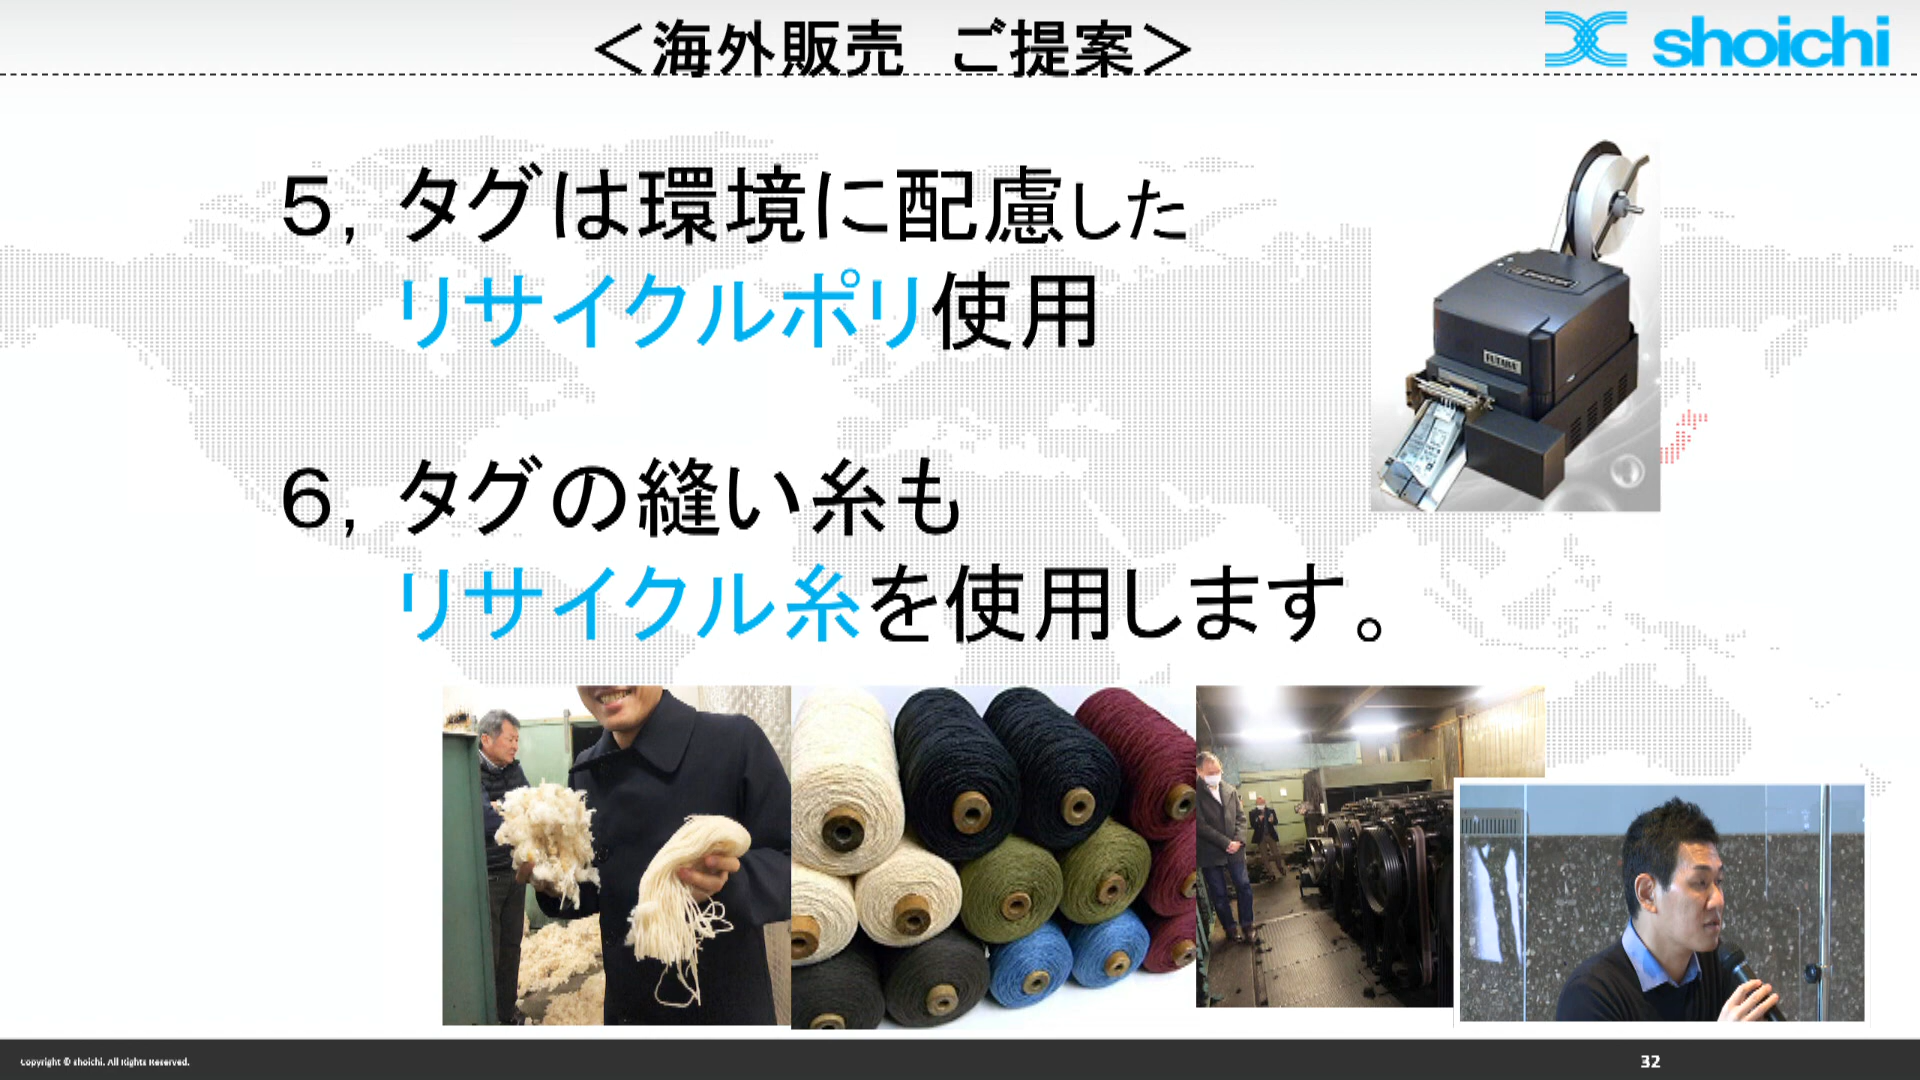 ＜海外販売　ご提案＞
shoichi
5，タグは環境に配慮した
リサイクルポリ使用
FUTABA
6，タグの縫い糸も
リサイクル糸を使用します。
Copyright © shoichi. All Rights Reserved.
32